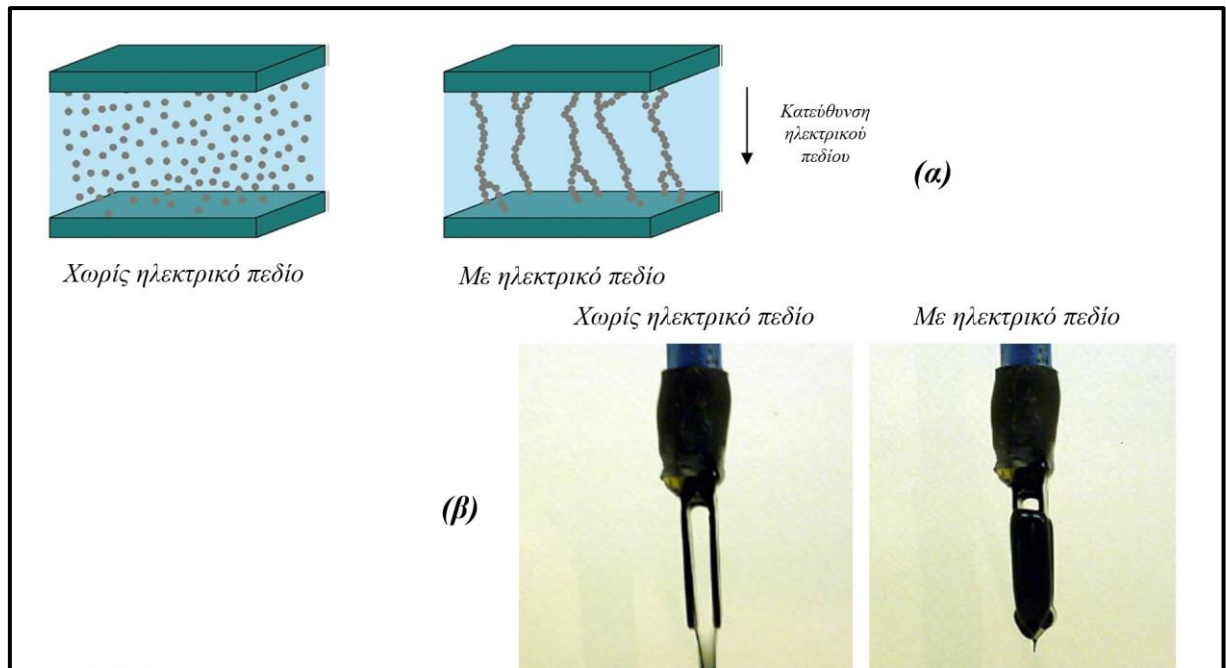 Κατεύθυνση
ηλεκτρικού
πεδίου
(α)
Χωρίς ηλεκτρικό πεδίο
Με ηλεκτρικό πεδίο
Χωρίς ηλεκτρικό πεδίο
Με ηλεκτρικό πεδίο
(β)